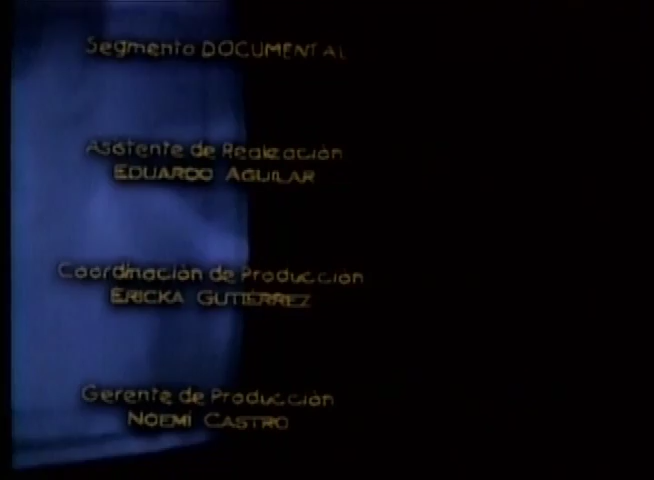 Segmento DOCUMENTAL
Asistente de Realización
EDUARDO AGUILAR
Coordinación de Producción
ERICKA GUTIÉRREZ
Gerente de Producción
NOEMÍ CASTRO